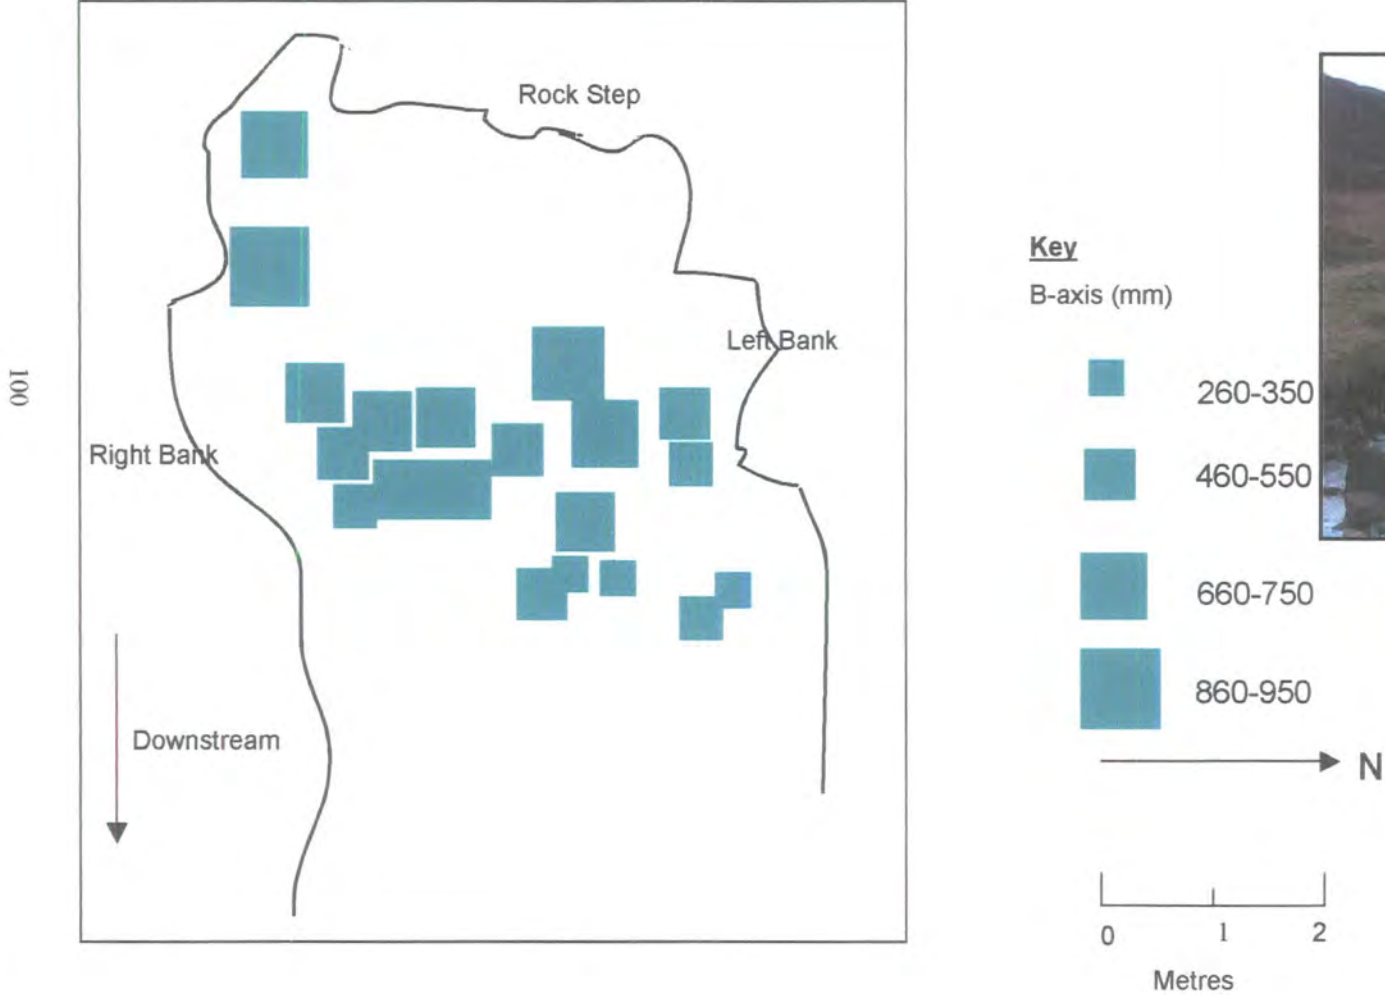 100
Rock Step
Left Bank
Right Bank
Downstream
Key
B-axis (mm)
260-350
460-550
660-750
860-950
N
0 1 2
Metres